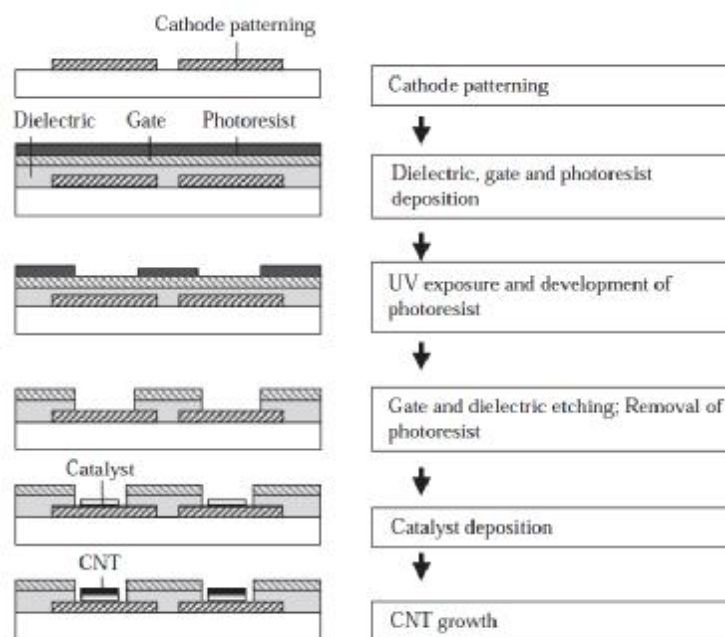 Cathode patterning
Cathode patterning
Dielectric Gate Photoresist
Dielectric, gate and photoresist
deposition
UV exposure and development of
photoresist
Gate and dielectric etching; Removal of
photoresist
Catalyst
Catalyst deposition
CNT
CNT growth